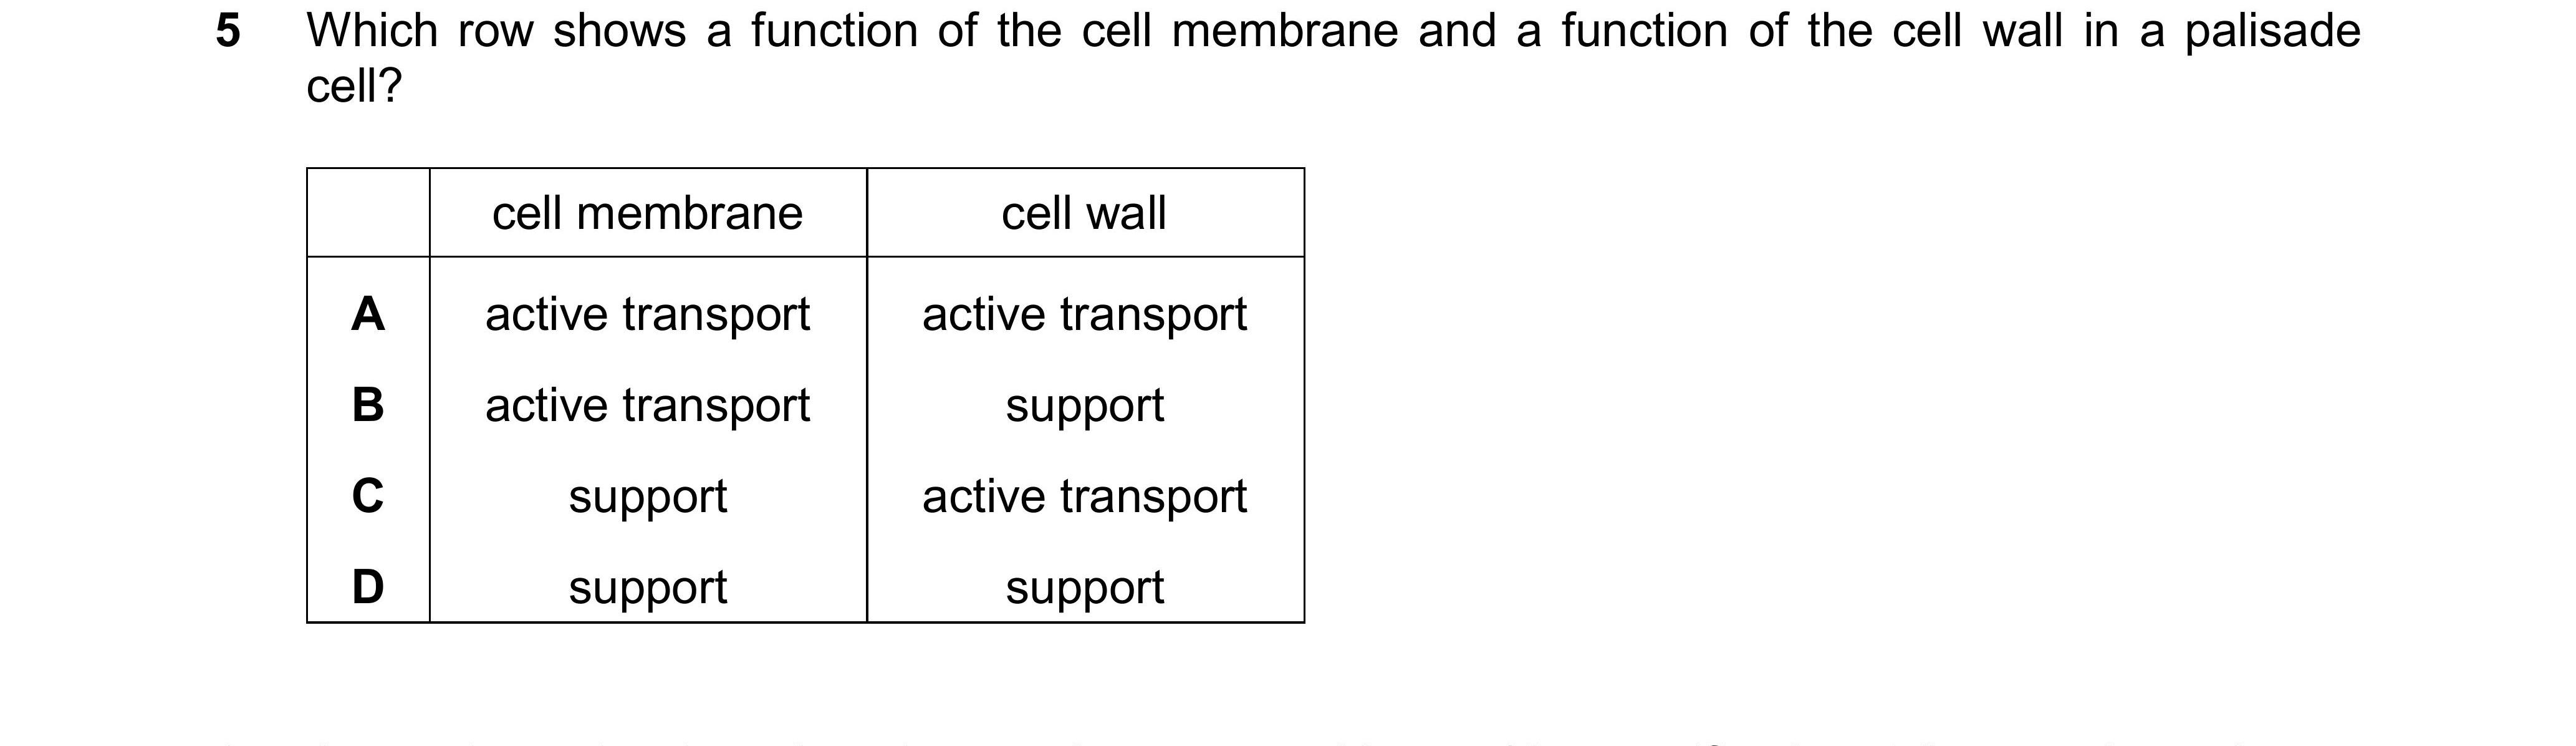 5 Which row shows a function of the cell membrane and a function of the cell wall in a palisade
cell?
cell membrane cell wall
A active transport active transport
B active transport support
C support active transport
D support support